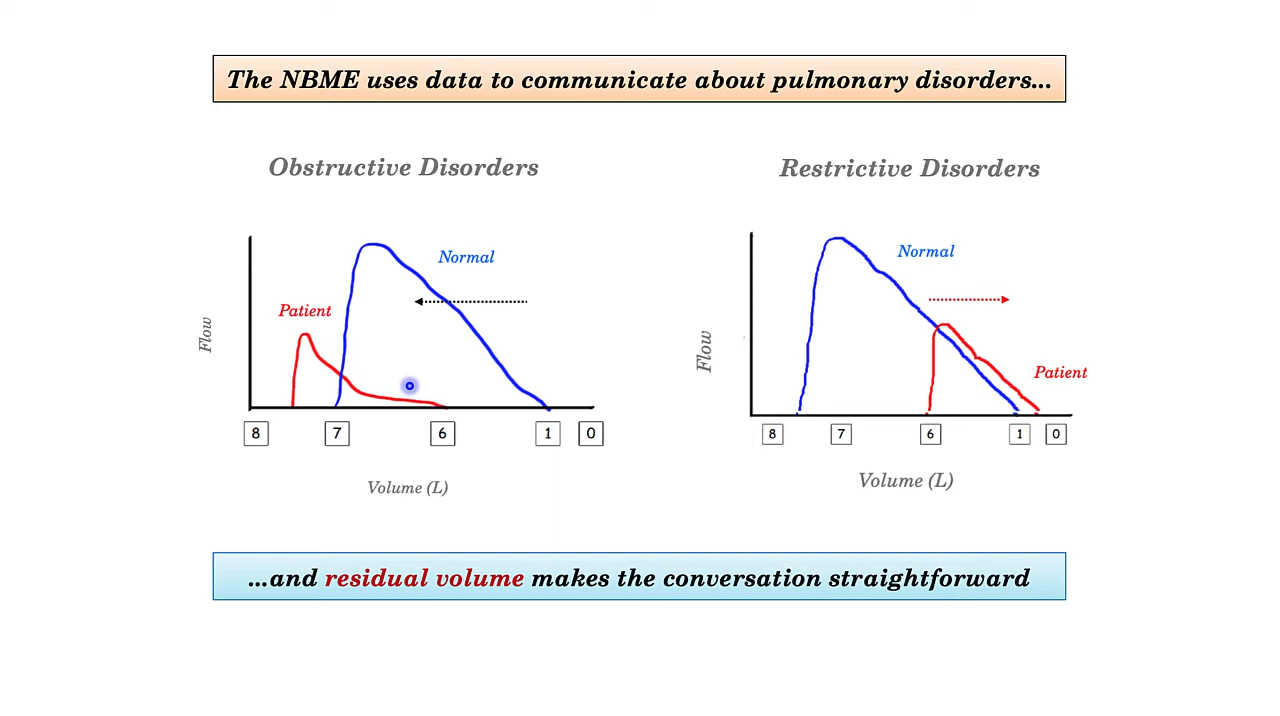 The NBME uses data to communicate about pulmonary disorders...
Obstructive Disorders
Flow
Patient
Normal
8 7 6 1 0
Volume (L)
Restrictive Disorders
Flow
Normal
Patient
8 7 6 1 0
Volume (L)
...and residual volume makes the conversation straightforward